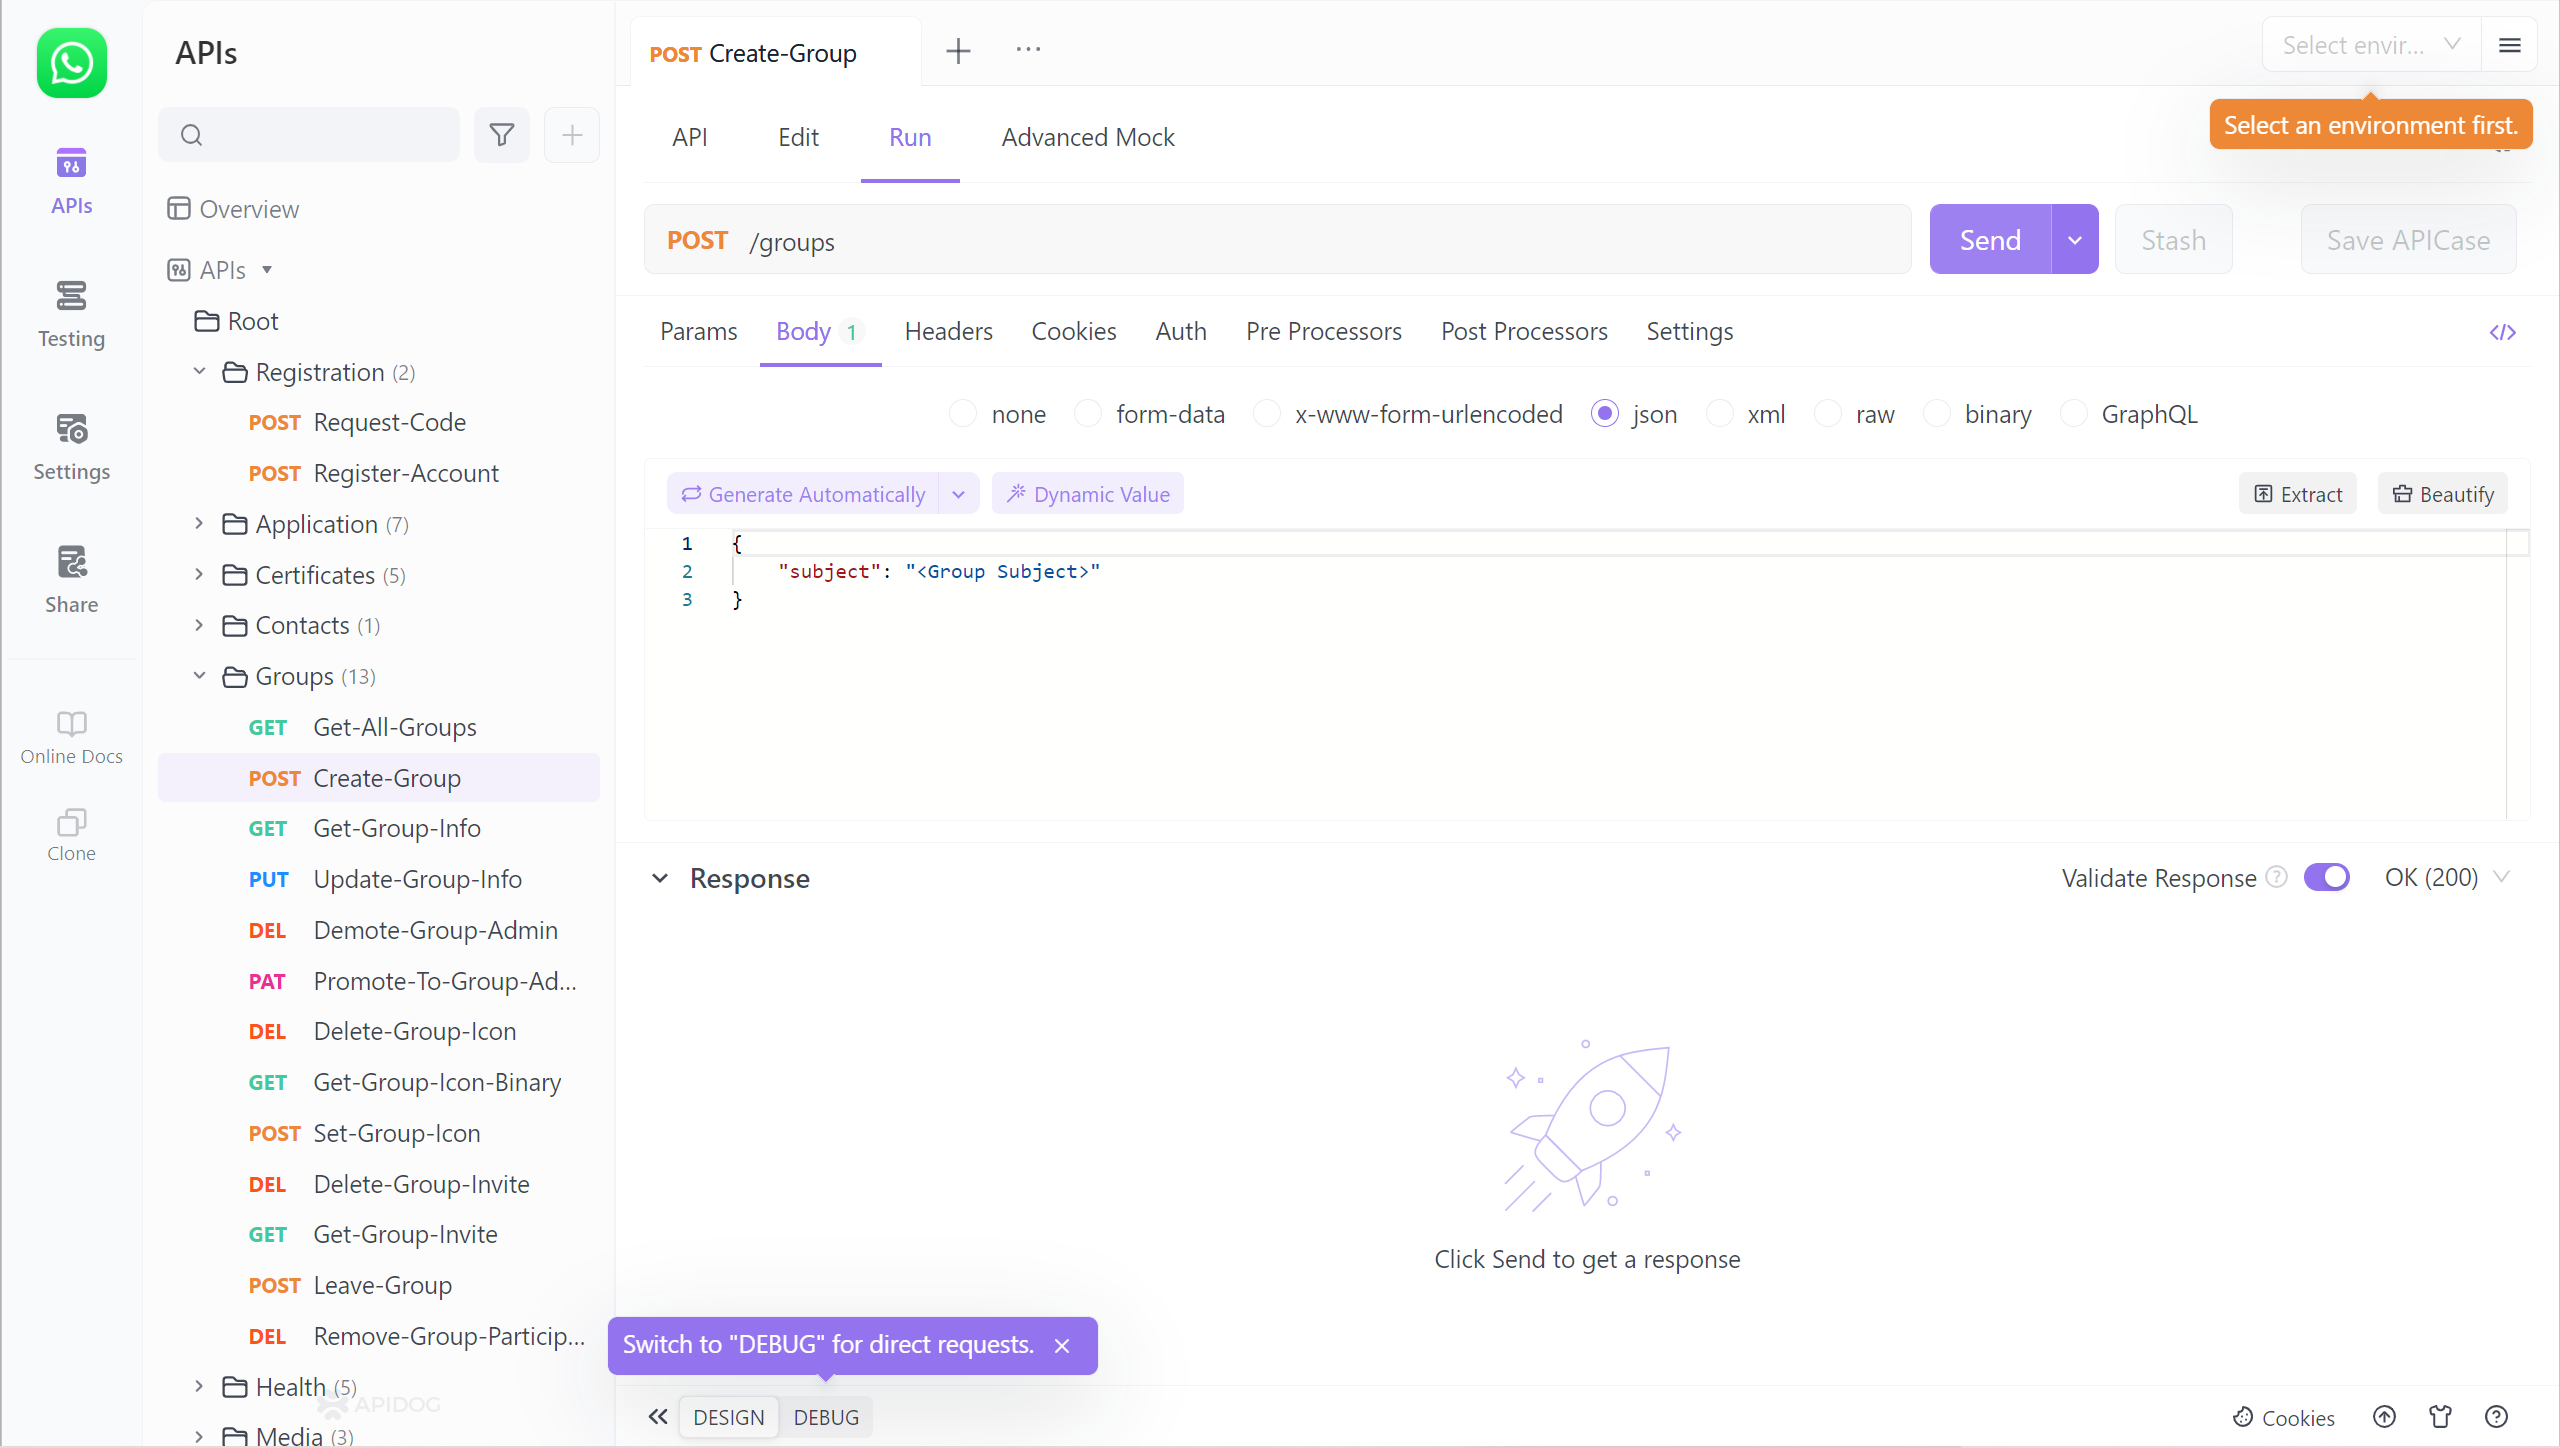 APIs
Testing
Settings
Share
Online Docs
Clone
APIs
Overview
APIs
Root
Registration (2)
POST Request-Code
POST Register-Account
Application (7)
Certificates (5)
Contacts (1)
Groups (13)
GET Get-All-Groups
POST Create-Group
GET Get-Group-Info
PUT Update-Group-Info
DEL Demote-Group-Admin
PAT Promote-To-Group-Ad...
DEL Delete-Group-Icon
GET Get-Group-Icon-Binary
POST Set-Group-Icon
DEL Delete-Group-Invite
GET Get-Group-Invite
POST Leave-Group
DEL Remove-Group-Particip...
Health (5)
APIDOG
Media (3)
POST Create-Group
Select envir...
Select an environment first.
API Edit Run Advanced Mock
POST /groups
Send
Stash
Save APICase
Params Body 1 Headers Cookies Auth Pre Processors Post Processors Settings
none form-data x-www-form-urlencoded json xml raw binary GraphQL
Generate Automatically Dynamic Value Extract Beautify
1 {
2 "subject": "<Group Subject>"
3 }
Response
Validate Response ? OK (200)
Click Send to get a response
Switch to "DEBUG" for direct requests.
DESIGN DEBUG
Cookies